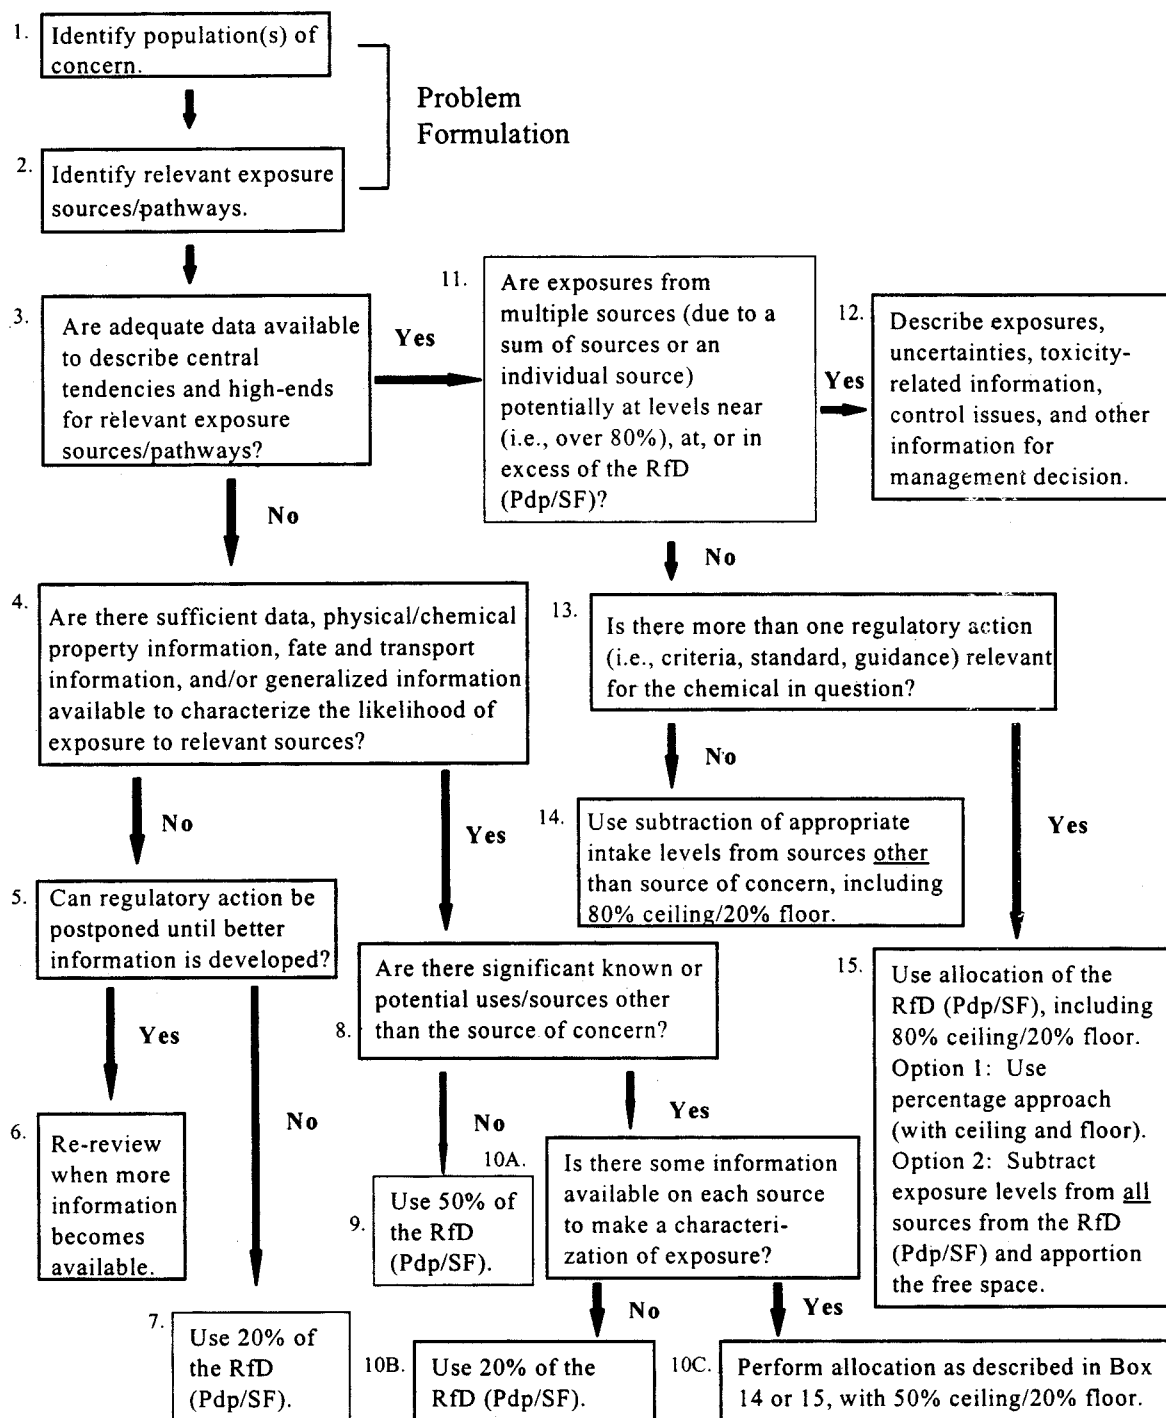 1.
Identify population(s) of
concern.
Problem
Formulation
2.
Identify relevant exposure
sources/pathways.
3.
Are adequate data available
to describe central
tendencies and high-ends
for relevant exposure
sources/pathways?
Yes
11.
Are exposures from
multiple sources (due to a
sum of sources or an
individual source)
potentially at levels near
(i.e., over 80%), at, or in
excess of the RfD
(Pdp/SF)?
Yes
12.
Describe exposures,
uncertainties, toxicity-
related information,
control issues, and other
information for
management decision.
No
No
4.
Are there sufficient data, physical/chemical
property information, fate and transport
information, and/or generalized information
available to characterize the likelihood of
exposure to relevant sources?
13.
Is there more than one regulatory action
(i.e., criteria, standard, guidance) relevant
for the chemical in question?
No
Yes
No
Yes
14.
Use subtraction of appropriate
intake levels from sources other
than source of concern, including
80% ceiling/20% floor.
5.
Can regulatory action be
postponed until better
information is developed?
8.
Are there significant known or
potential uses/sources other
than the source of concern?
15.
Use allocation of the
RfD (Pdp/SF), including
80% ceiling/20% floor.
Option 1: Use
percentage approach
(with ceiling and floor).
Option 2: Subtract
exposure levels from all
sources from the RfD
(Pdp/SF) and apportion
the free space.
Yes
No
No
Yes
6.
Re-review
when more
information
becomes
available.
9.
Use 50% of
the RfD
(Pdp/SF).
10A.
Is there some information
available on each source
to make a characteri-
zation of exposure?
No
Yes
7.
Use 20% of
the RfD
(Pdp/SF).
10B.
Use 20% of the
RfD (Pdp/SF).
10C.
Perform allocation as described in Box
14 or 15, with 50% ceiling/20% floor.